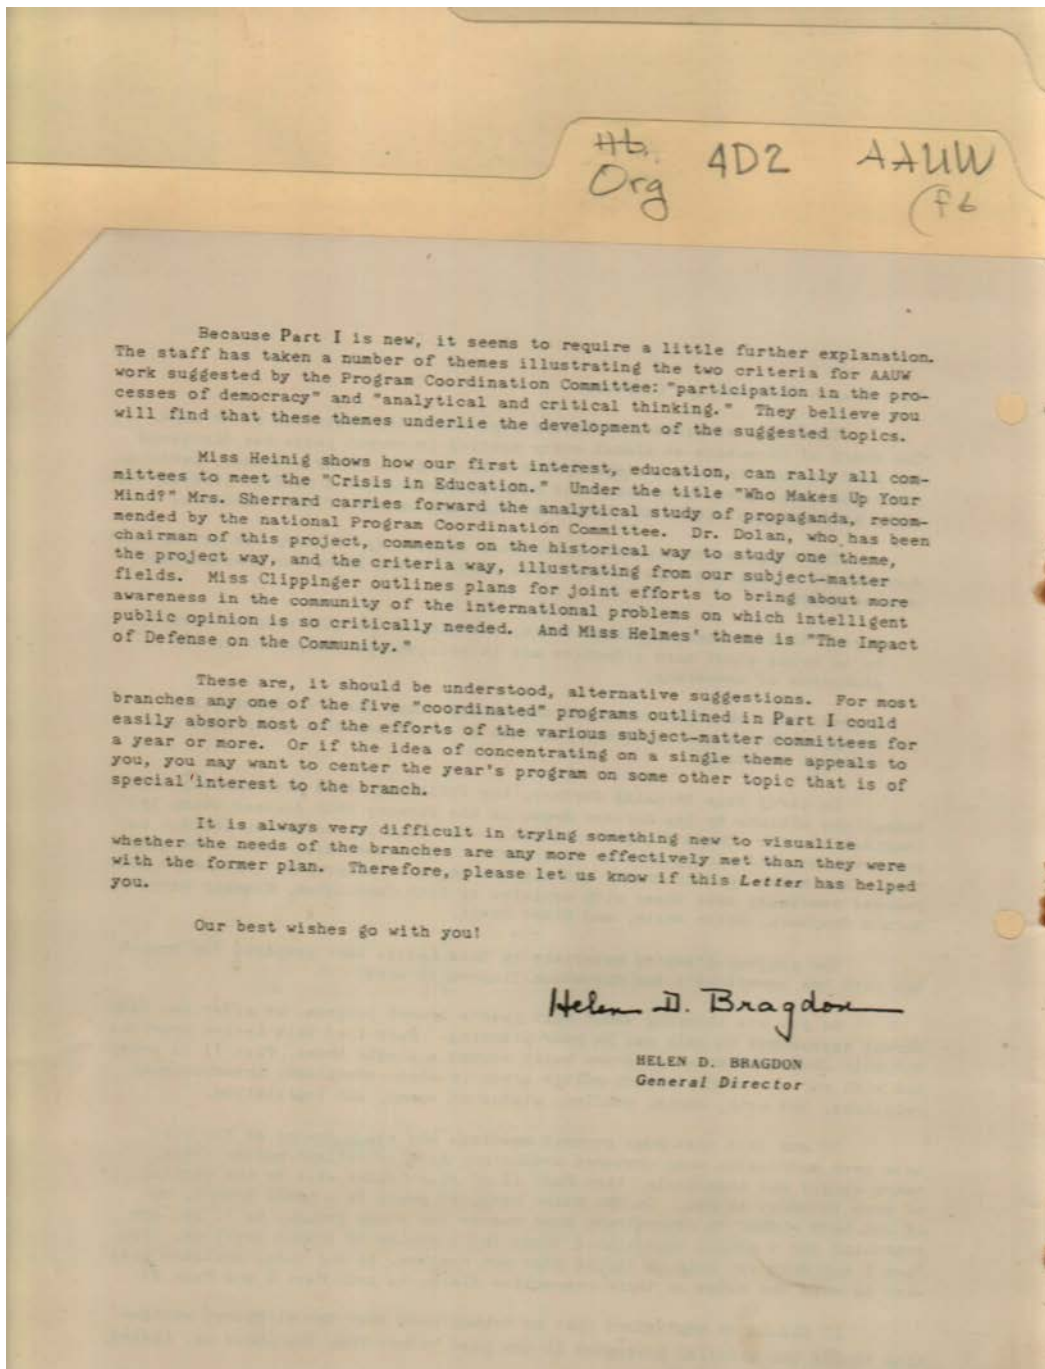 Hb.
Org
4D2
AAUW
Because Part I is new, it seems to require a little further explanation.
The staff has taken a number of themes illustrating the two criteria for AAUW
work suggested by the Program Coordination Committee: "participation in the pro-
cesses of democracy" and "analytical and critical thinking." They believe you
will find that these themes underlie the development of the suggested topics.
Miss Heinig shows how our first interest, education, can rally all com-
mittees to meet the "Crisis in Education." Under the title "Who Makes Up Your
Mind?" Mrs. Sherrard carries forward the analytical study of propaganda, recom-
mended by the national Program Coordination Committee. Dr. Dolan, who has been
chairman of this project, comments on the historical way to study one theme,
the project way, and the criteria way, illustrating from our subject-matter
fields. Miss Clippinger outlines plans for joint efforts to bring about more
awareness in the community of the international problems on which intelligent
public opinion is so critically needed. And Miss Helmes' theme is "The Impact
of Defense on the Community."
These are, it should be understood, alternative suggestions. For most
branches any one of the five "coordinated" programs outlined in Part I could
easily absorb most of the efforts of the various subject-matter committees for
a year or more. Or if the idea of concentrating on a single theme appeals to
you, you may want to center the year's program on some other topic that is of
special interest to the branch.
It is always very difficult in trying something new to visualize
whether the needs of the branches are any more effectively met than they were
with the former plan. Therefore, please let us know if this Letter has helped
you.
Our best wishes go with you!
Helen D. Bragdon
HELEN D. BRAGDON
General Director